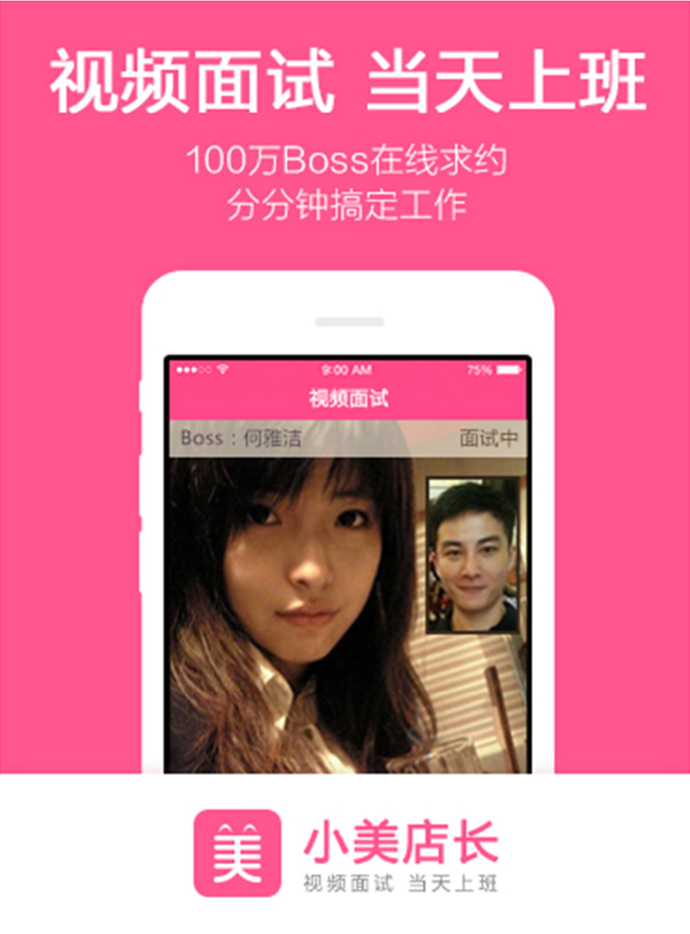 视频面试 当天上班
100万Boss在线求约
分分钟搞定工作
9:00 AM
75%
视频面试
Boss：何雅洁
面试中
美
小美店长
视频面试 当天上班